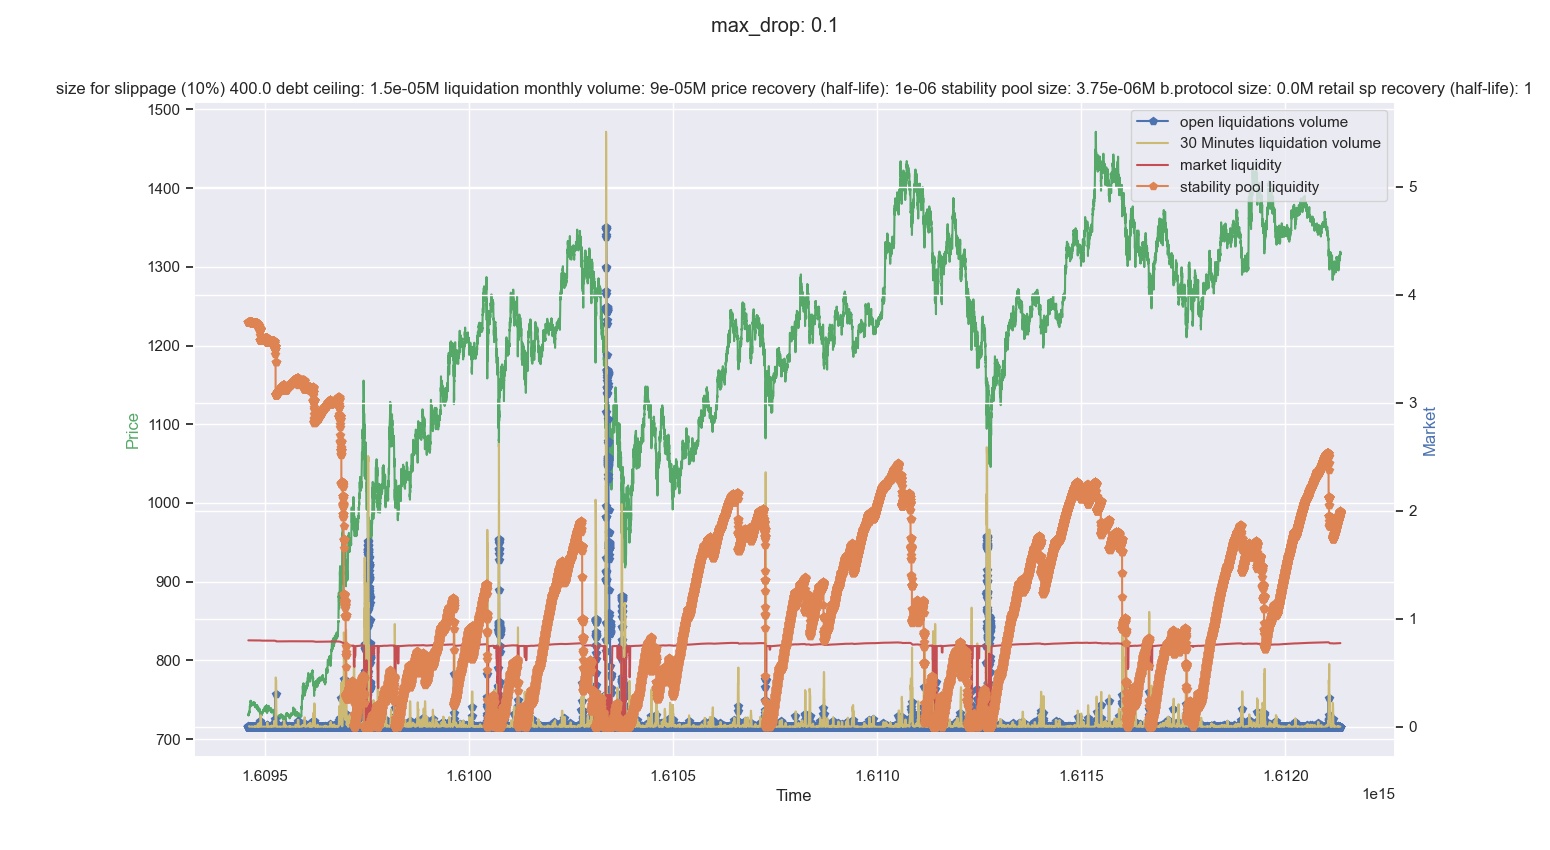 max_drop: 0.1
size for slippage (10%) 400.0 debt ceiling: 1.5e-05M liquidation monthly volume: 9e-05M price recovery (half-life): 1e-06 stability pool size: 3.75e-06M b.protocol size: 0.0M retail sp recovery (half-life): 1
1500
1400
1300
1200
1100
1000
900
800
700
Price
open liquidations volume
30 Minutes liquidation volume
market liquidity
stability pool liquidity
5
4
3
2
1
0
Market
1.6095
1.6100
1.6105
1.6110
1.6115
1.6120
Time
1e15